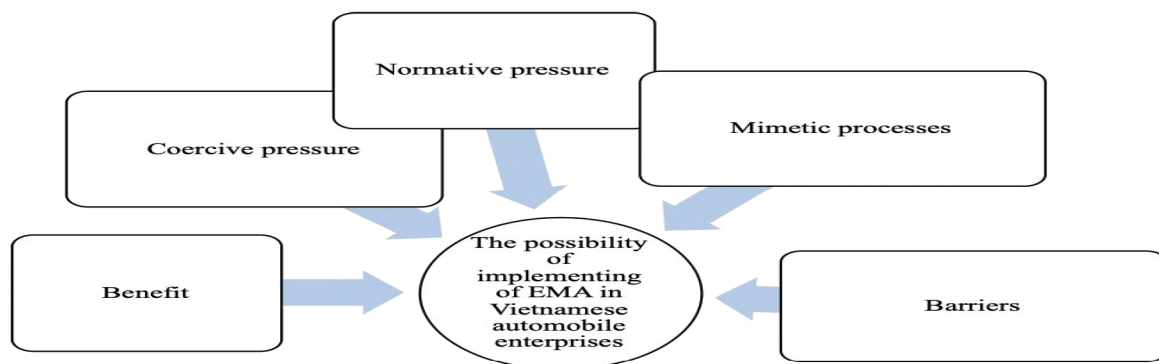 Normative pressure
Coercive pressure
Mimetic processes
Benefit
The possibility
of
implementing
of EMA in
Vietnamese
automobile
enterprises
Barriers